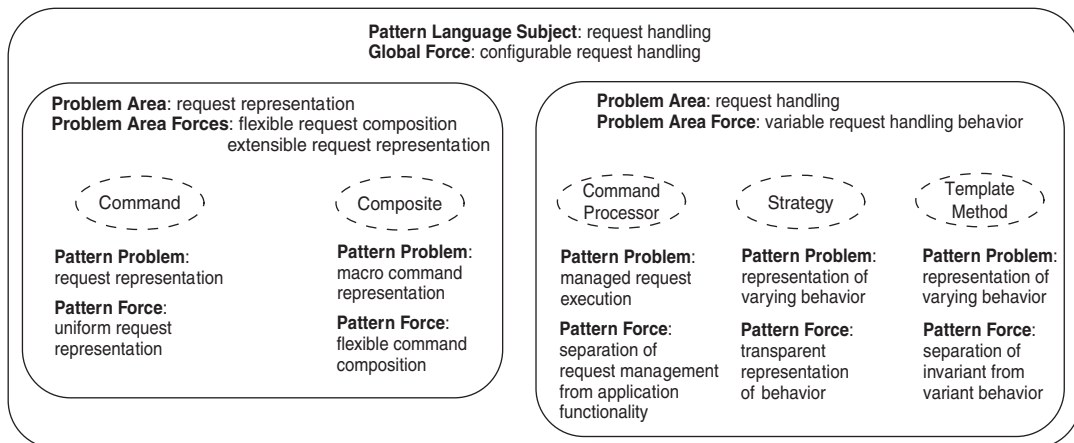 Pattern Language Subject: request handling
Global Force: configurable request handling
Problem Area: request representation
Problem Area Forces: flexible request composition
extensible request representation
Command
Pattern Problem:
request representation
Pattern Force:
uniform request
representation
Composite
Pattern Problem:
macro command
representation
Pattern Force:
flexible command
composition
Problem Area: request handling
Problem Area Force: variable request handling behavior
Command
Processor
Pattern Problem:
managed request
execution
Pattern Force:
separation of
request management
from application
functionality
Strategy
Pattern Problem:
representation of
varying behavior
Pattern Force:
transparent
representation
of behavior
Template
Method
Pattern Problem:
representation of
varying behavior
Pattern Force:
separation of
invariant from
variant behavior